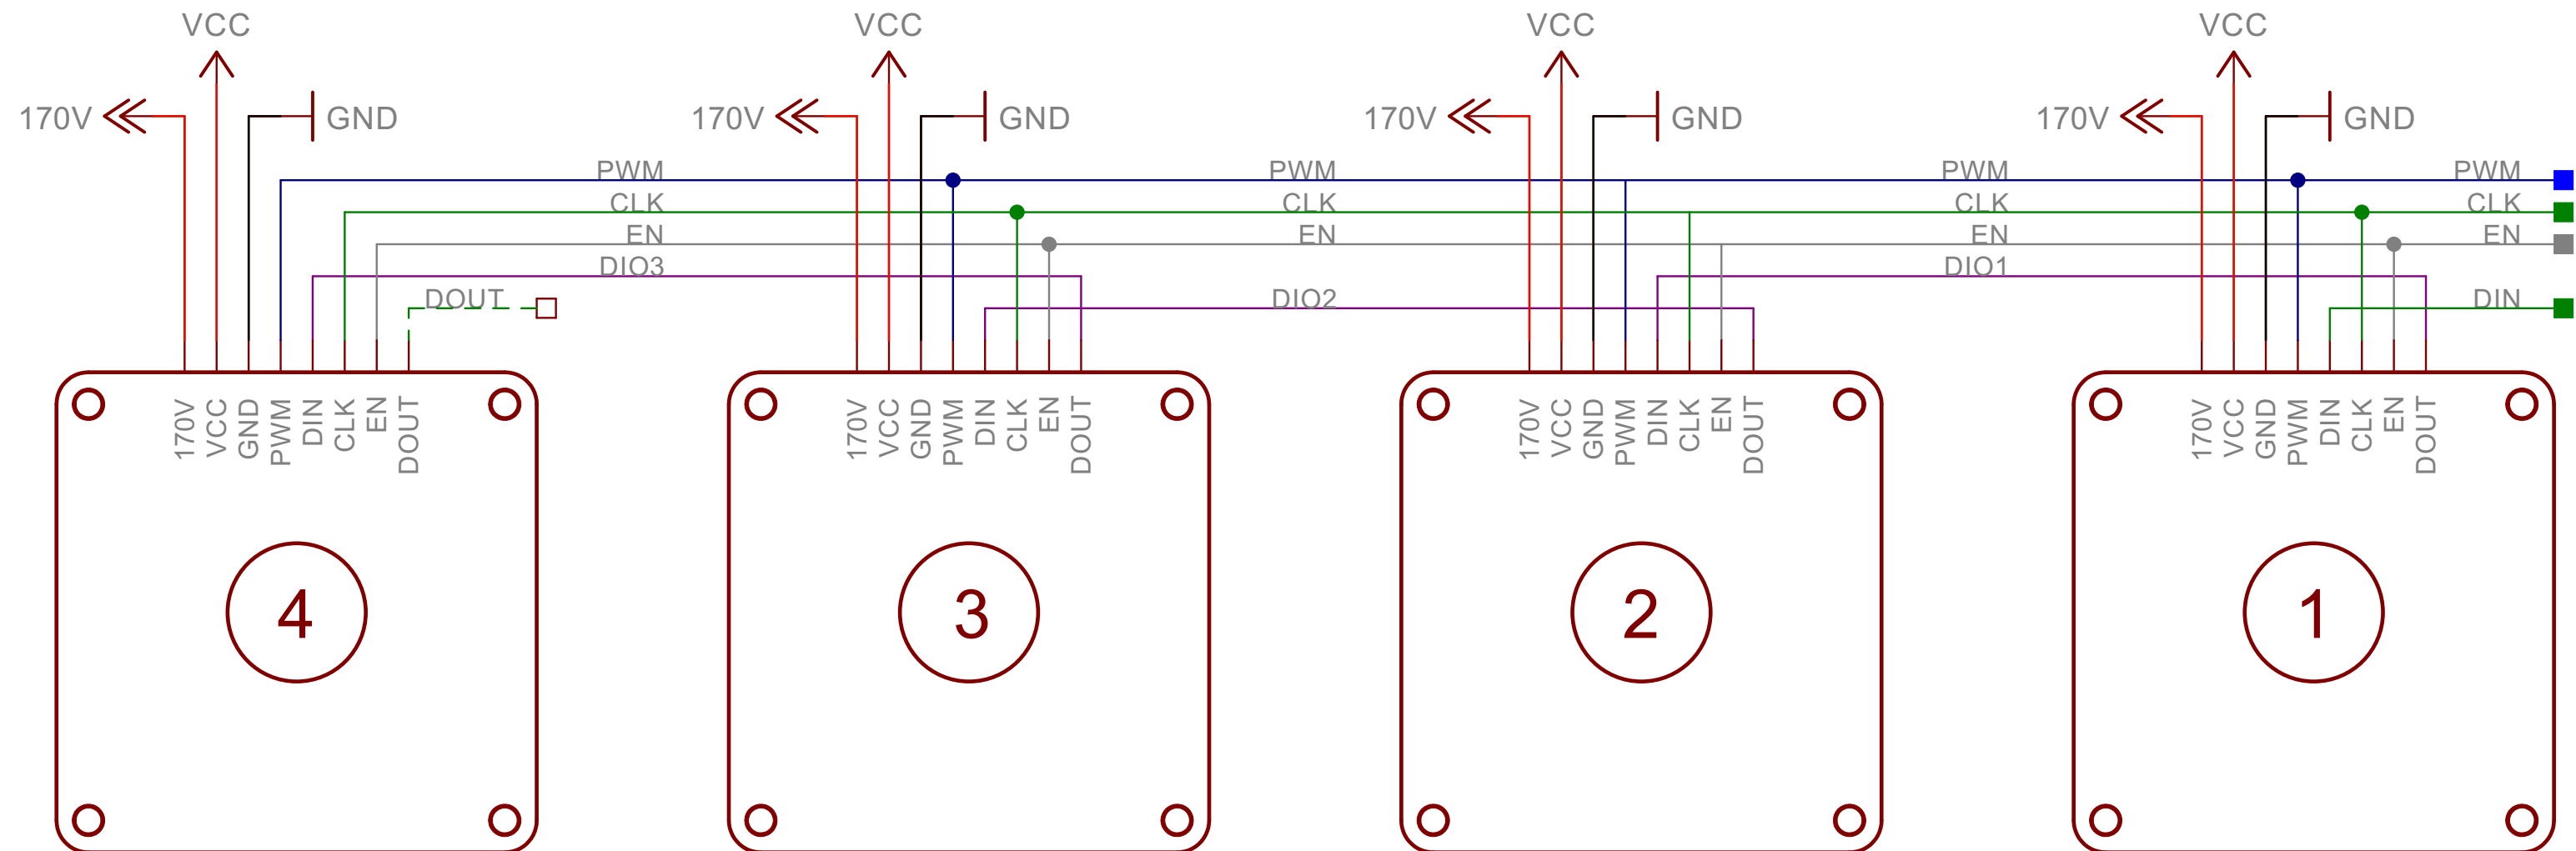 VCC VCC VCC VCC
170V GND 170V GND 170V GND 170V GND
PWM PWM PWM PWM
CLK CLK CLK CLK
EN EN EN EN
DIO3 DIO1
DOUT DIO2 DIN
170V VCC GND PWM DIN CLK EN DOUT 170V VCC GND PWM DIN CLK EN DOUT 170V VCC GND PWM DIN CLK EN DOUT 170V VCC GND PWM DIN CLK EN DOUT
4 3 2 1